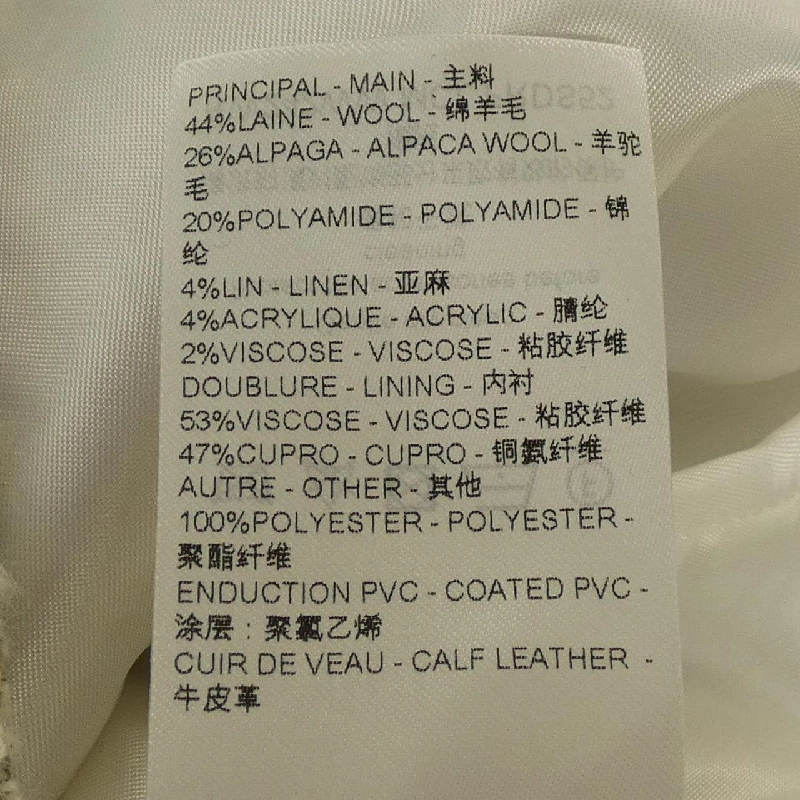 PRINCIPAL - MAIN - 主料
44%LAINE - WOOL - 绵羊毛
26%ALPAGA - ALPACA WOOL - 羊驼
毛
20%POLYAMIDE - POLYAMIDE - 锦
纶
4%LIN - LINEN - 亚麻
4%ACRYLIQUE - ACRYLIC - 腈纶
2%VISCOSE - VISCOSE - 粘胶纤维
DOUBLURE - LINING - 内衬
53%VISCOSE - VISCOSE - 粘胶纤维
47%CUPRO - CUPRO - 铜氨纤维
AUTRE - OTHER - 其他
100%POLYESTER - POLYESTER -
聚酯纤维
ENDUCTION PVC - COATED PVC -
涂层：聚氯乙烯
CUIR DE VEAU - CALF LEATHER -
牛皮革